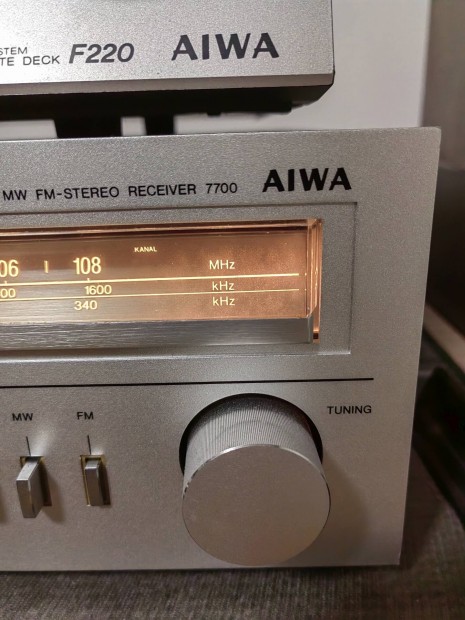 STEM
TE DECK F220 AIWA
MW FM-STEREO RECEIVER 7700 AIWA
KANAL
06 108 MHz
00 1600 kHz
340 kHz
MW FM TUNING